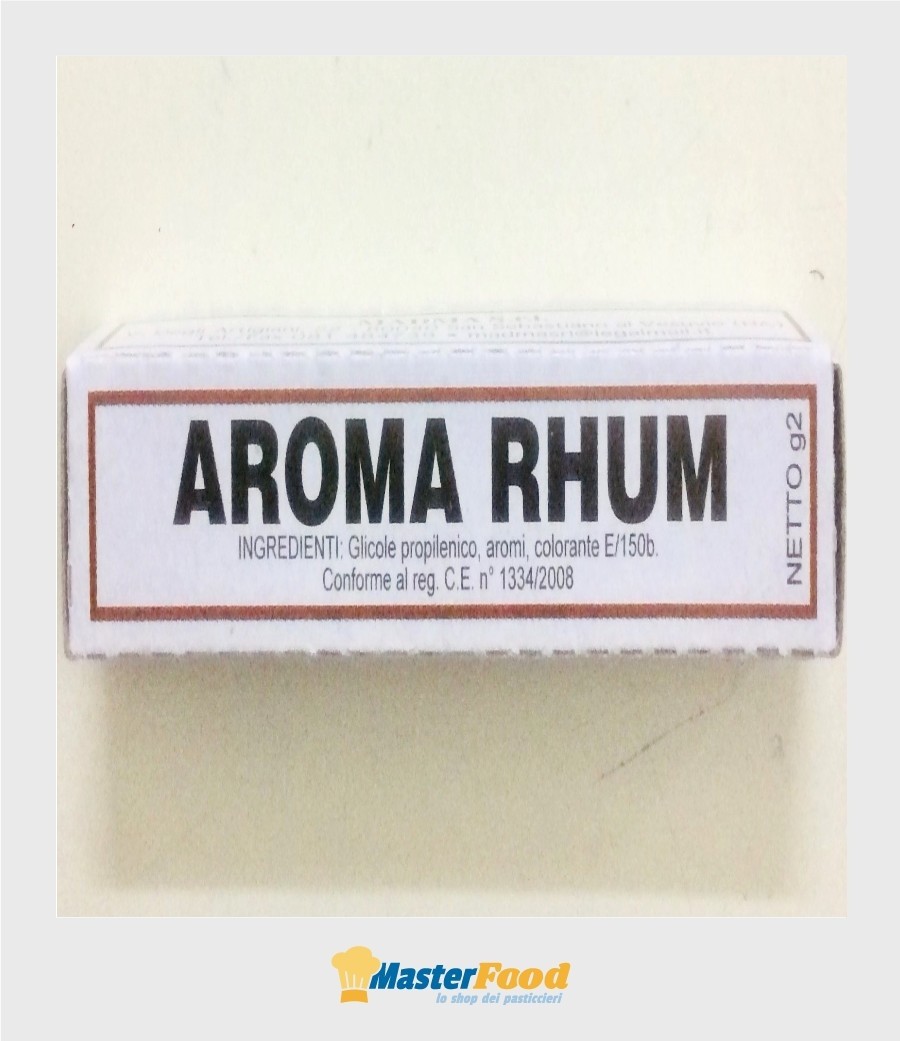 AROMA RHUM
INGREDIENTI: Glicole propilenico, aromi, colorante E/150b.
Conforme al reg. C.E. n° 1334/2008
NETTO g2
MasterFood
lo shop dei pasticcieri